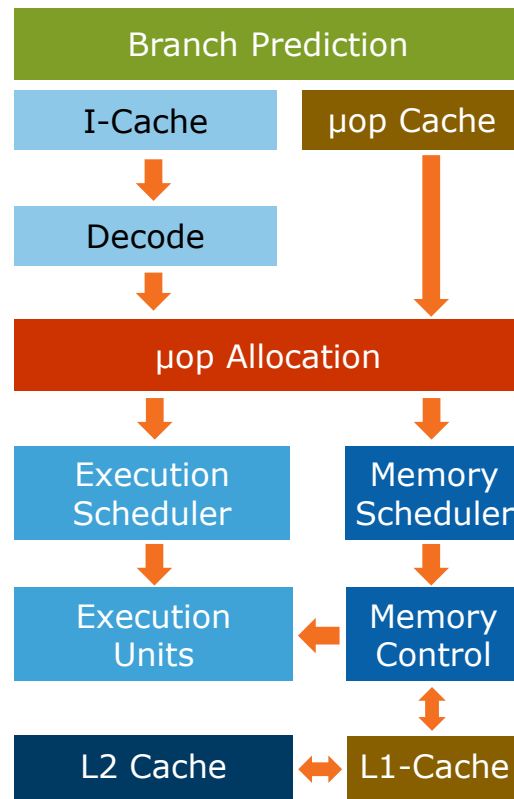 Branch Prediction
I-Cache
μop Cache
Decode
μop Allocation
Execution
Scheduler
Memory
Scheduler
Execution
Units
Memory
Control
L2 Cache
L1-Cache